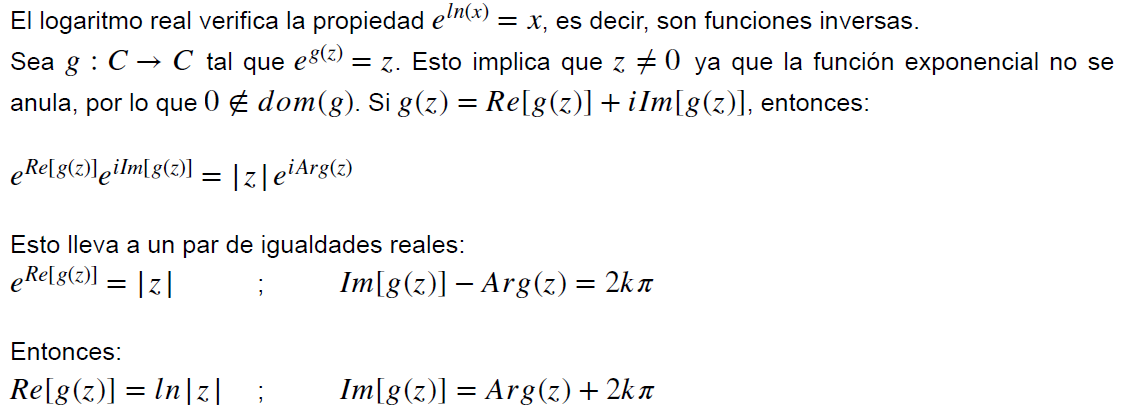 El logaritmo real verifica la propiedad e^{ln(x)} = x, es decir, son funciones inversas.
Sea g : C → C tal que e^{g(z)} = z. Esto implica que z ≠ 0 ya que la función exponencial no se
anula, por lo que 0 ∉ dom(g). Si g(z) = Re[g(z)] + iIm[g(z)], entonces:
e^{Re[g(z)]}e^{iIm[g(z)]} = |z|e^{iArg(z)}
Esto lleva a un par de igualdades reales:
e^{Re[g(z)]} = |z| ; Im[g(z)] − Arg(z) = 2kπ
Entonces:
Re[g(z)] = ln|z| ; Im[g(z)] = Arg(z) + 2kπ